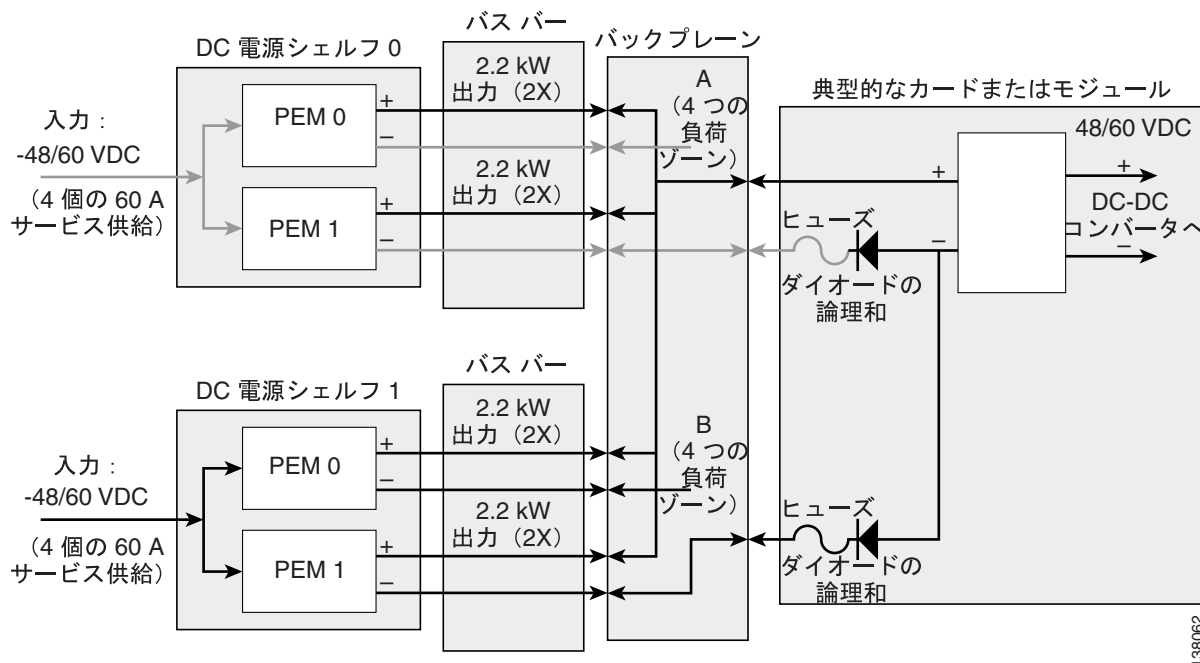 バス バー
DC 電源シェルフ 0
バックプレーン
2.2 kW
出力（2X）
PEM 0
+
−
A
（4 つの
負荷
ゾーン）
典型的なカードまたはモジュール
48/60 VDC
入力：
-48/60 VDC
（4 個の 60 A
サービス供給）
2.2 kW
出力（2X）
PEM 1
+
−
+
−
+
DC-DC
コンバータへ
−
ヒューズ
ダイオードの
論理和
バス バー
DC 電源シェルフ 1
2.2 kW
出力（2X）
PEM 0
+
−
B
（4 つの
負荷
ゾーン）
入力：
-48/60 VDC
（4 個の 60 A
サービス供給）
2.2 kW
出力（2X）
PEM 1
+
−
ヒューズ
ダイオードの
論理和
138062